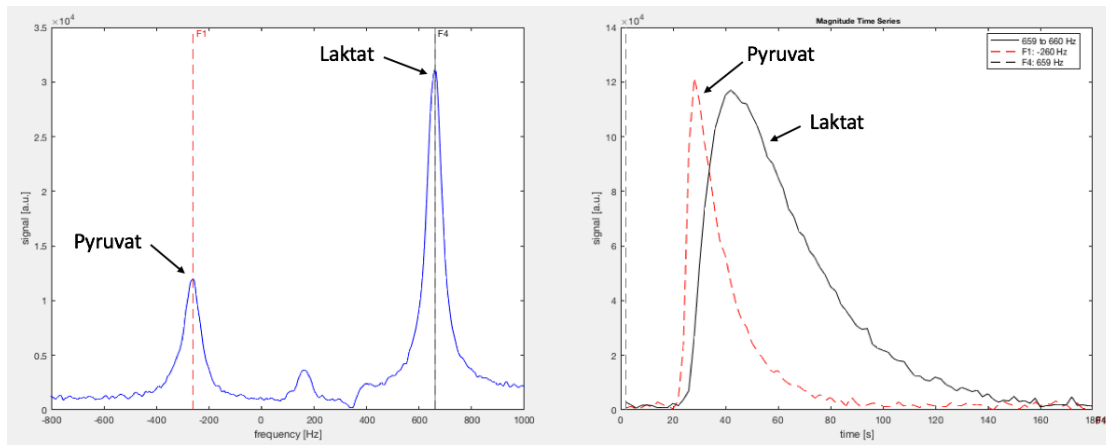 ×10⁴
3.5
3
2.5
2
1.5
1
0.5
0
-800
-600
-400
-200
0
200
400
600
800
1000
frequency [Hz]
signal [a.u.]
F1
F4
Laktat
Pyruvat
Magnitude Time Series
×10⁴
14
12
10
8
6
4
2
0
0
20
40
60
80
100
120
140
160
180
F4
time [s]
signal [a.u.]
659 to 660 Hz
F1: -260 Hz
F4: 659 Hz
Pyruvat
Laktat